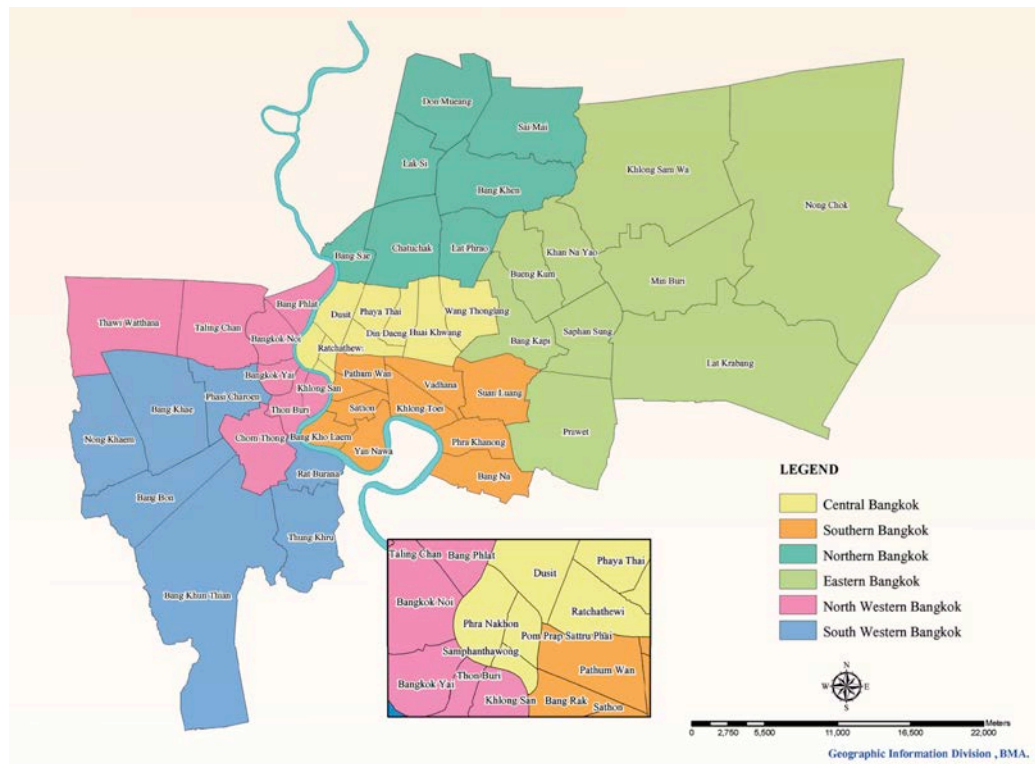 Don Mueang
Sai Mai
Lak Si
Bang Khen
Khlong Sam Wa
Nong Chok
Bang Sue
Chatuchak
Lat Phrao
Khan Na Yao
Bueng Kum
Min Buri
Bang Phlat
Thawi Watthana
Taling Chan
Bangkok Noi
Dusit
Phaya Thai
Din Daeng
Huai Khwang
Wang Thonglang
Saphan Sung
Bang Kapi
Ratchathewi
Lat Krabang
Bangkok Yai
Khlong San
Pathum Wan
Vadhana
Suan Luang
Bang Khae
Phasi Charoen
Thon Buri
Sathon
Khlong Toei
Prawet
Nong Khaem
Chom Thong
Bang Kho Laem
Yan Nawa
Phra Khanong
Rat Burana
Bang Na
Bang Bon
Thung Khru
Bang Khun Thian
LEGEND
Central Bangkok
Southern Bangkok
Northern Bangkok
Eastern Bangkok
North Western Bangkok
South Western Bangkok
Taling Chan
Bang Phlat
Dusit
Phaya Thai
Bangkok Noi
Ratchathewi
Phra Nakhon
Pom Prap Sattru Phai
Samphanthawong
Pathum Wan
Thon Buri
Bangkok Yai
Khlong San
Bang Rak
Sathon
N
W E
S
Meters
0 2,750 5,500 11,000 16,500 22,000
Geographic Information Division , BMA.